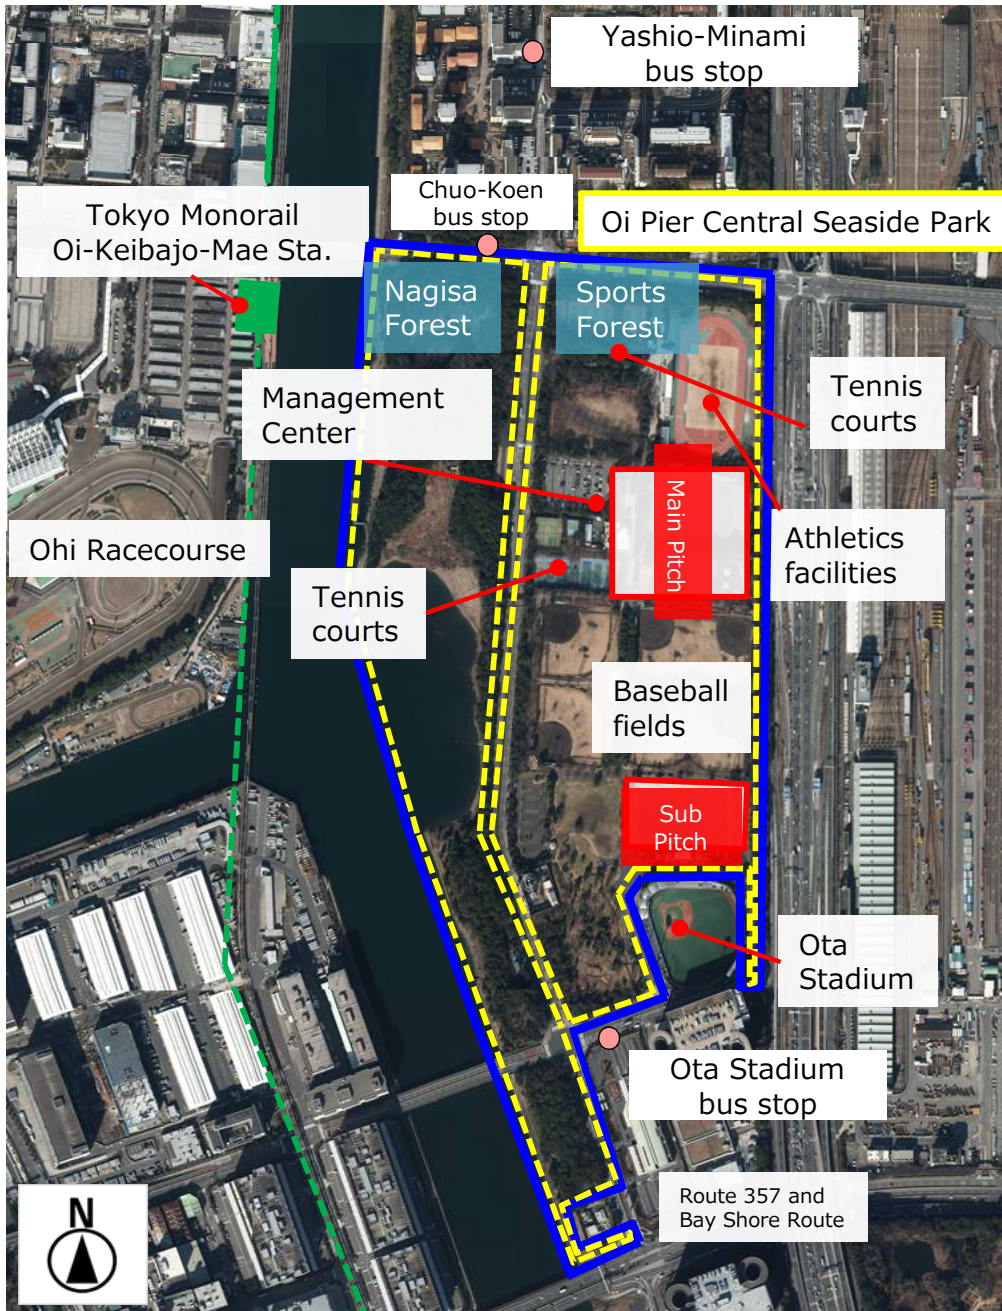 Yashio-Minami
bus stop
Chuo-Koen
bus stop
Tokyo Monorail
Oi-Keibajo-Mae Sta.
Oi Pier Central Seaside Park
Nagisa
Forest
Sports
Forest
Management
Center
Tennis
courts
Main Pitch
Ohi Racecourse
Athletics
facilities
Tennis
courts
Baseball
fields
Sub
Pitch
Ota
Stadium
Ota Stadium
bus stop
Route 357 and
Bay Shore Route
N